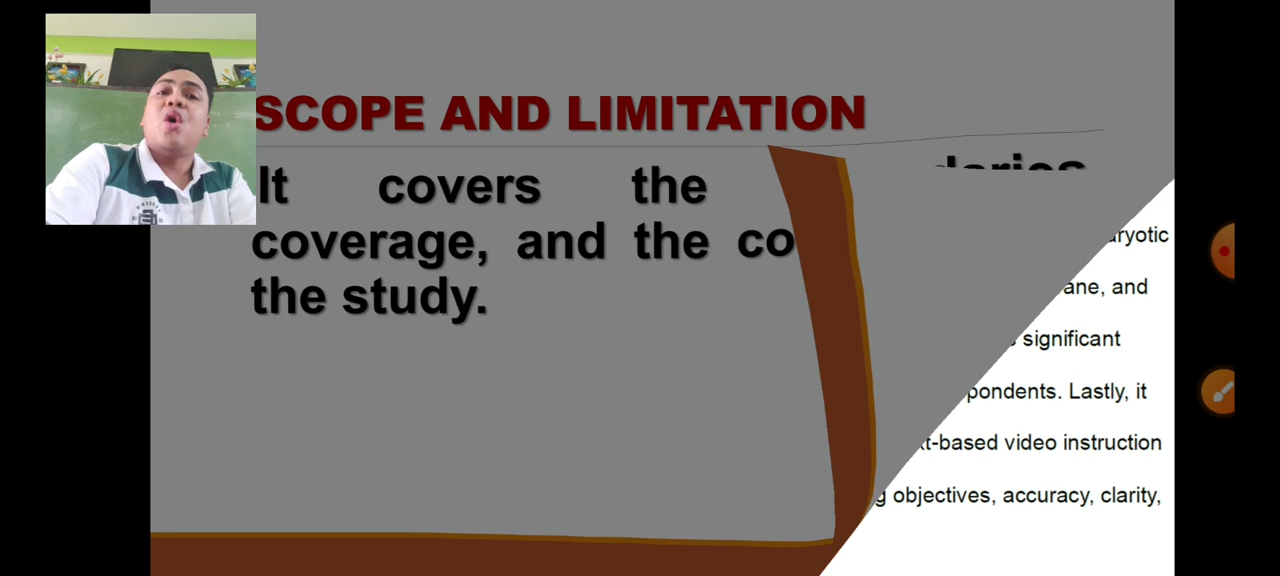 SCOPE AND LIMITATION
It covers the
coverage, and the co
the study.
ane, and
significant
pondents. Lastly, it
-based video instruction
objectives, accuracy, clarity,